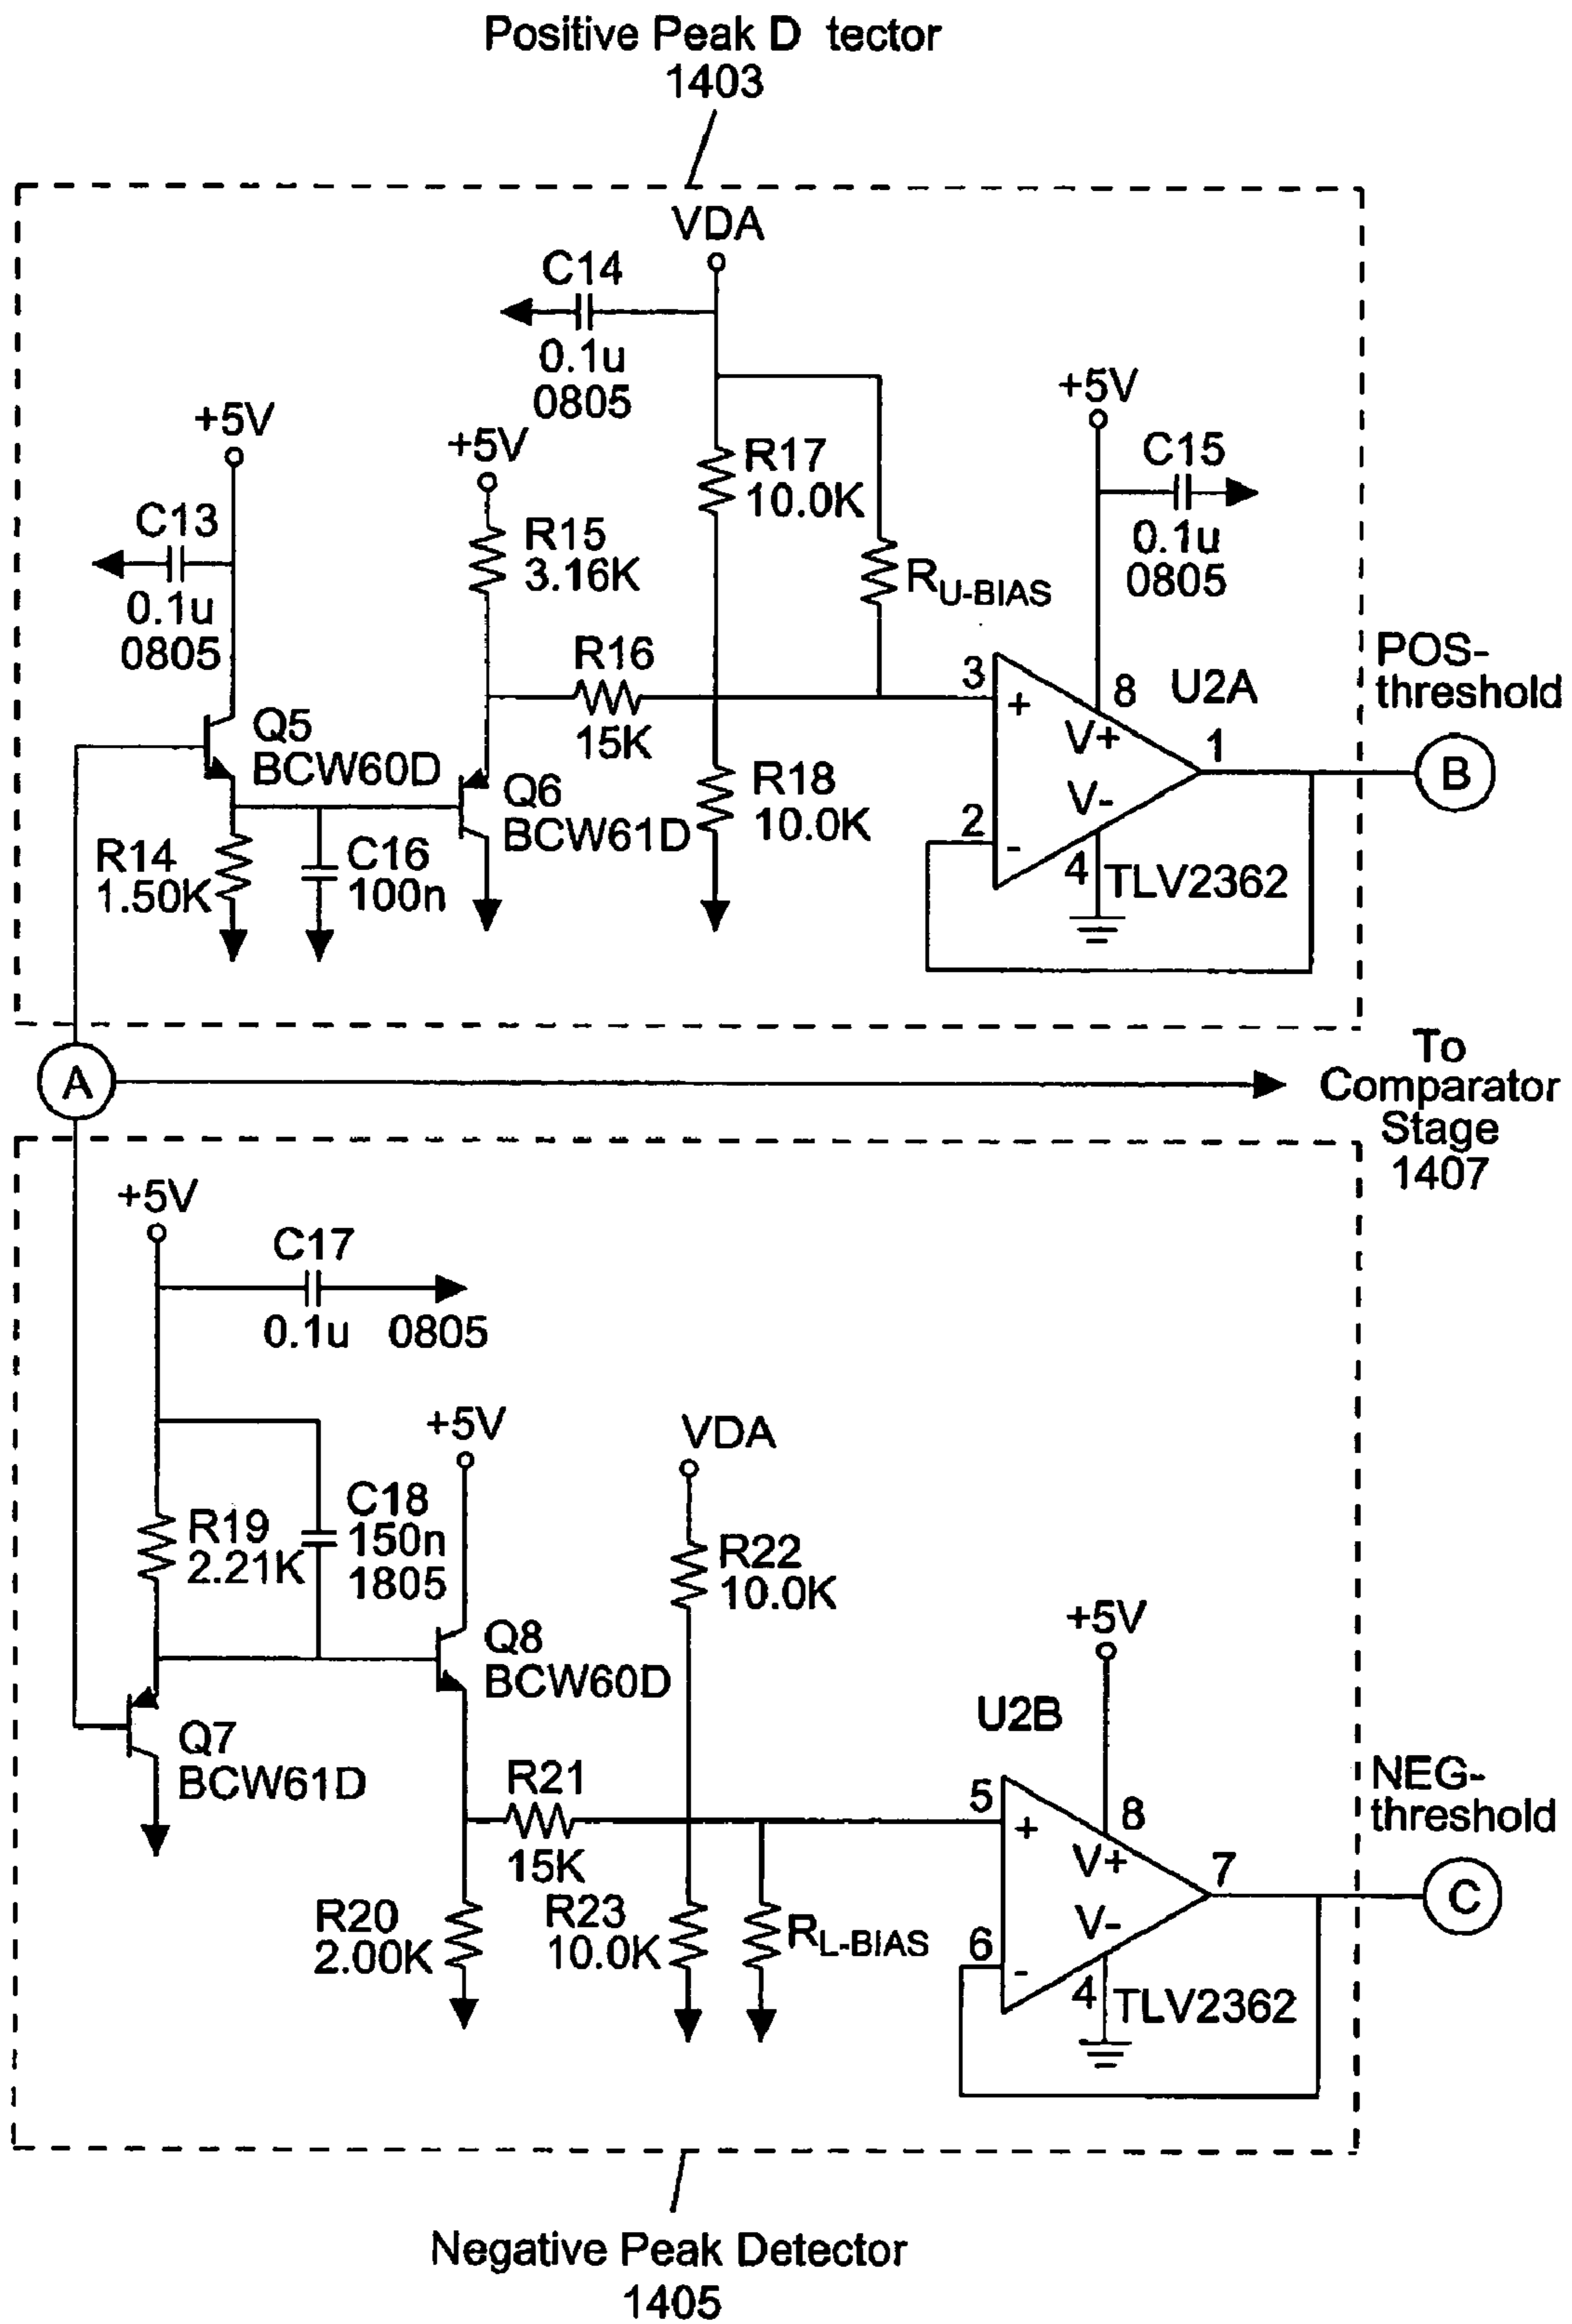 Positive Peak D tector
1403
VDA
C14
0.1u
0805
+5V
+5V
+5V
C13
0.1u
0805
R15
3.16K
R17
10.0K
C15
0.1u
0805
RU-BIAS
R16
15K
Q5
BCW60D
3
+
8
V+
U2A
1
POS-
threshold
B
Q6
BCW61D
R18
10.0K
V-
2
-
4
TLV2362
R14
1.50K
C16
100n
A
To
Comparator
Stage
1407
+5V
C17
0.1u 0805
+5V
VDA
R19
2.21K
C18
150n
1805
R22
10.0K
+5V
Q8
BCW60D
U2B
Q7
BCW61D
R21
15K
5
+
8
V+
7
NEG-
threshold
C
R20
2.00K
R23
10.0K
RL-BIAS
V-
6
-
4
TLV2362
Negative Peak Detector
1405